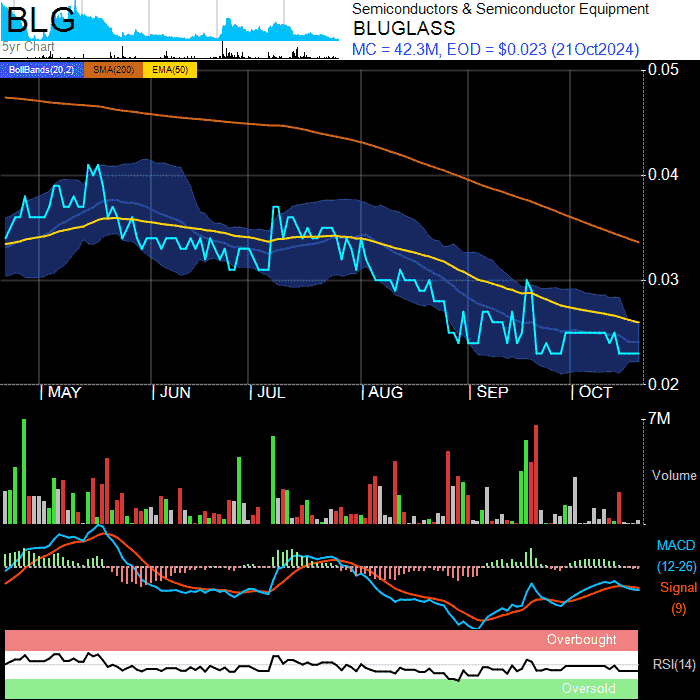 BLG
5yr Chart
Semiconductors & Semiconductor Equipment
BLUGLASS
MC = 42.3M, EOD = $0.023 (21Oct2024)
BollBands(20,2) SMA(200) EMA(50)
0.05
0.04
0.03
0.02
MAY JUN JUL AUG SEP OCT
7M
Volume
MACD
(12-26)
Signal
(9)
Overbought
RSI(14)
Oversold